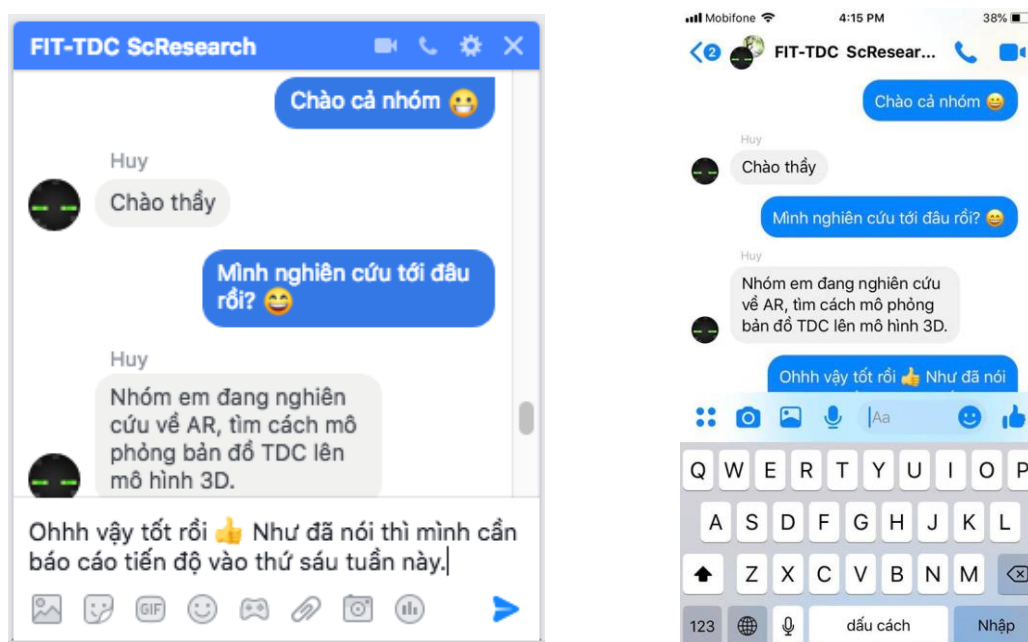 FIT-TDC ScResearch
Chào cả nhóm 😀
Huy
Chào thầy
Mình nghiên cứu tới đâu
rồi? 😄
Huy
Nhóm em đang nghiên
cứu về AR, tìm cách mô
phỏng bản đồ TDC lên
mô hình 3D.
Ohhh vậy tốt rồi 👍 Như đã nói thì mình cần
báo cáo tiến độ vào thứ sáu tuần này.
GIF
Mobifone 4:15 PM 38%
2 FIT-TDC ScResear...
Chào cả nhóm 😀
Huy
Chào thầy
Mình nghiên cứu tới đâu rồi? 😄
Huy
Nhóm em đang nghiên cứu
về AR, tìm cách mô phỏng
bản đồ TDC lên mô hình 3D.
Ohhh vậy tốt rồi 👍 Như đã nói
Aa
Q W E R T Y U I O P
A S D F G H J K L
Z X C V B N M
123 dấu cách Nhập